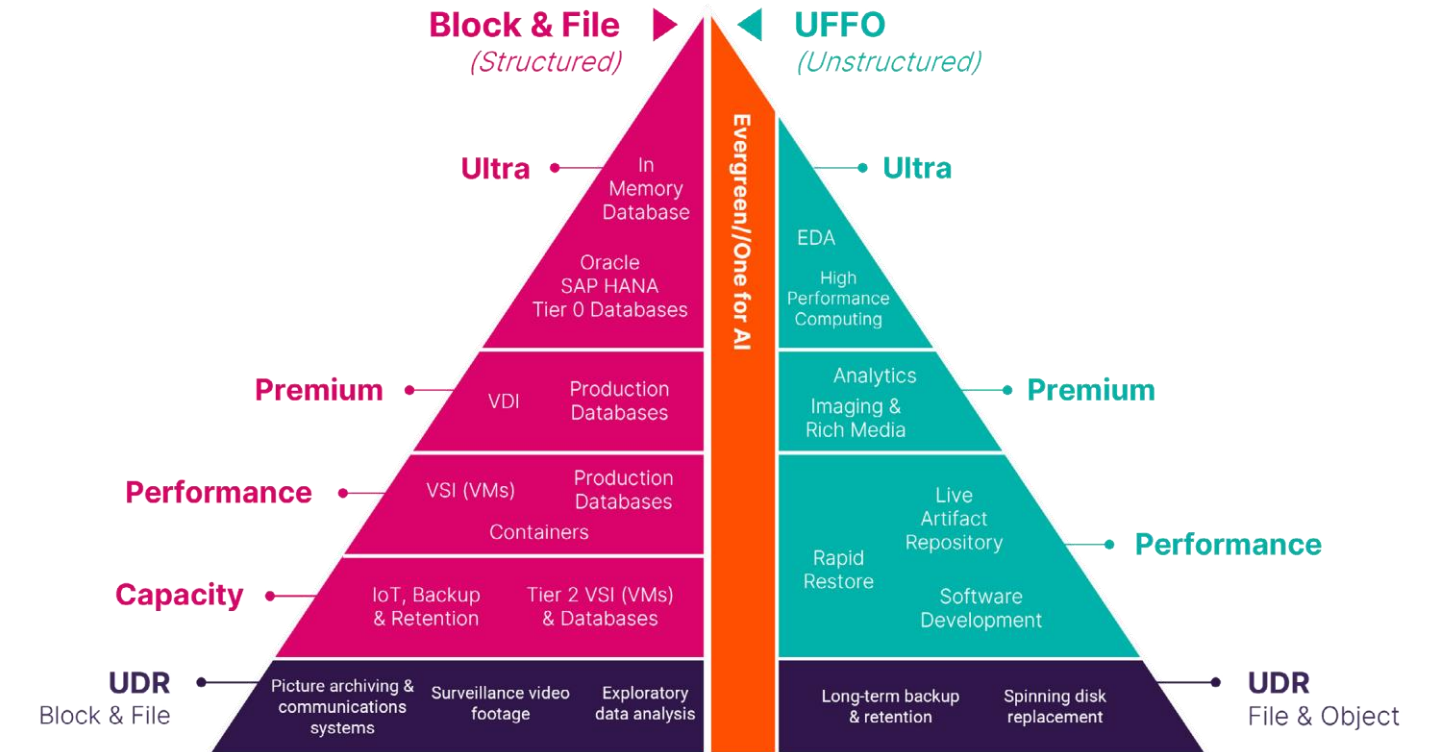 Block & File
(Structured)
UFFO
(Unstructured)
Evergreen//One for AI
Ultra
In
Memory
Database
Oracle
SAP HANA
Tier 0 Databases
Premium
VDI
Production
Databases
Performance
VSI (VMs)
Production
Databases
Containers
Capacity
IoT, Backup
& Retention
Tier 2 VSI (VMs)
& Databases
UDR
Block & File
Picture archiving &
communications
systems
Surveillance video
footage
Exploratory
data analysis
Ultra
EDA
High
Performance
Computing
Premium
Analytics
Imaging &
Rich Media
Performance
Live
Artifact
Repository
Rapid
Restore
Software
Development
UDR
File & Object
Long-term backup
& retention
Spinning disk
replacement